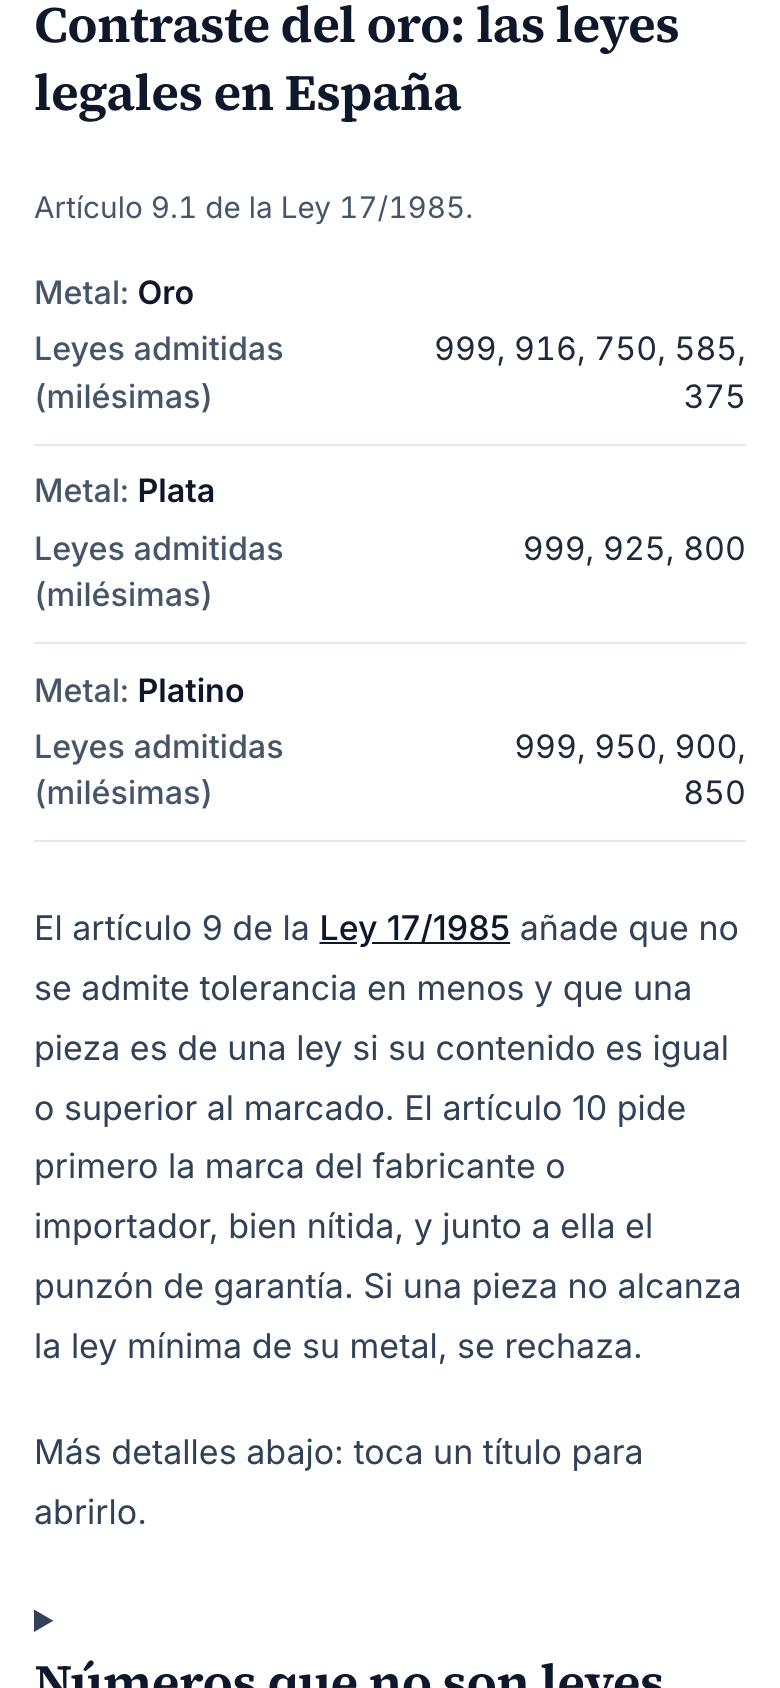 Contraste del oro: las leyes
legales en España
Artículo 9.1 de la Ley 17/1985.
Metal: Oro
Leyes admitidas 999, 916, 750, 585,
(milésimas) 375
Metal: Plata
Leyes admitidas 999, 925, 800
(milésimas)
Metal: Platino
Leyes admitidas 999, 950, 900,
(milésimas) 850
El artículo 9 de la Ley 17/1985 añade que no
se admite tolerancia en menos y que una
pieza es de una ley si su contenido es igual
o superior al marcado. El artículo 10 pide
primero la marca del fabricante o
importador, bien nítida, y junto a ella el
punzón de garantía. Si una pieza no alcanza
la ley mínima de su metal, se rechaza.
Más detalles abajo: toca un título para
abrirlo.
Números que no son leyes